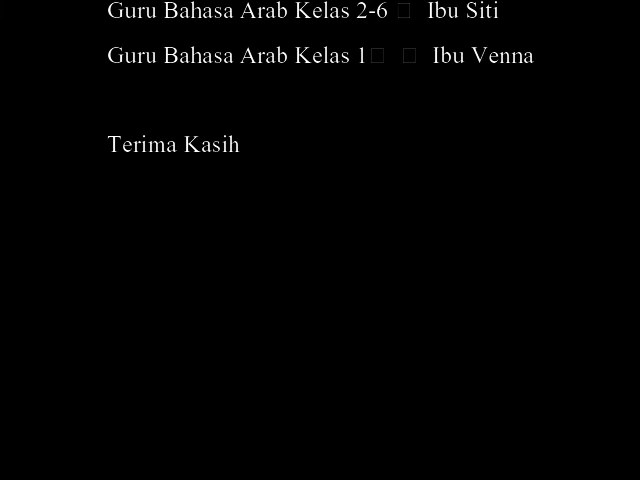 Guru Bahasa Arab Kelas 2-6 Ibu Siti
Guru Bahasa Arab Kelas 1 Ibu Venna
Terima Kasih